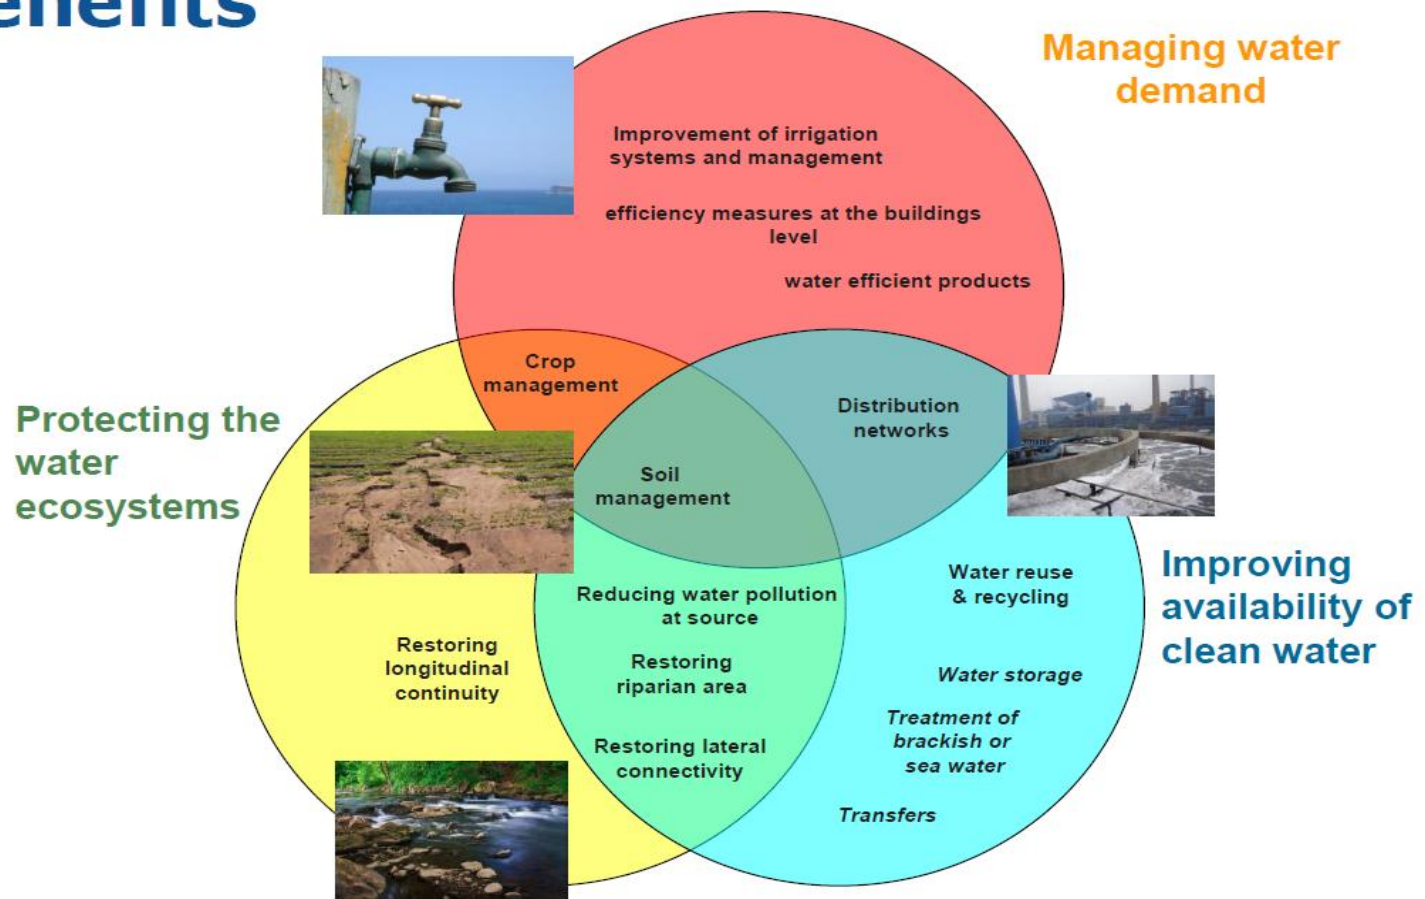 enefits
Managing water
demand
Improvement of irrigation
systems and management
efficiency measures at the buildings
level
water efficient products
Crop
management
Distribution
networks
Protecting the
water
ecosystems
Soil
management
Improving
availability of
clean water
Water reuse
& recycling
Reducing water pollution
at source
Restoring
longitudinal
continuity
Restoring
riparian area
Water storage
Treatment of
brackish or
sea water
Restoring lateral
connectivity
Transfers